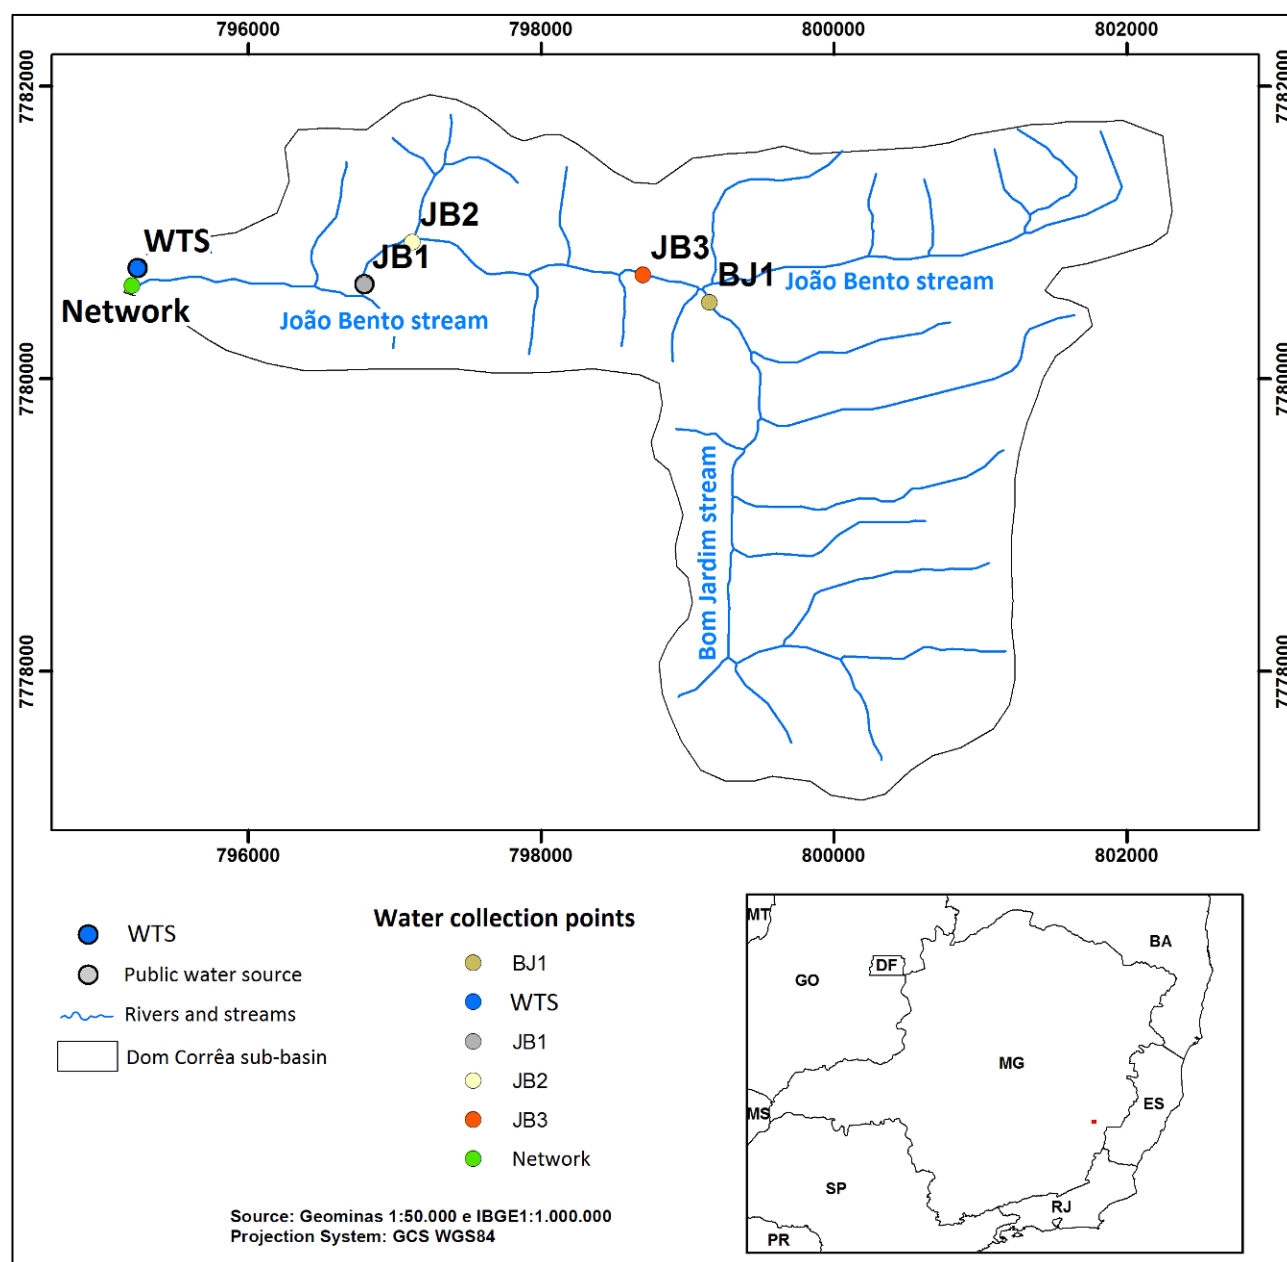 796000
798000
800000
802000
7782000
7782000
JB2
WTS
JB3
JB1
BJ1
João Bento stream
Network
João Bento stream
7780000
7780000
Bom Jardim stream
7778000
7778000
796000
798000
800000
802000
Water collection points
WTS
Public water source
Rivers and streams
Dom Corrêa sub-basin
BJ1
WTS
JB1
JB2
JB3
Network
MT
BA
DF
GO
MG
MS
ES
SP
RJ
PR
Source: Geominas 1:50.000 e IBGE1:1.000.000
Projection System: GCS WGS84